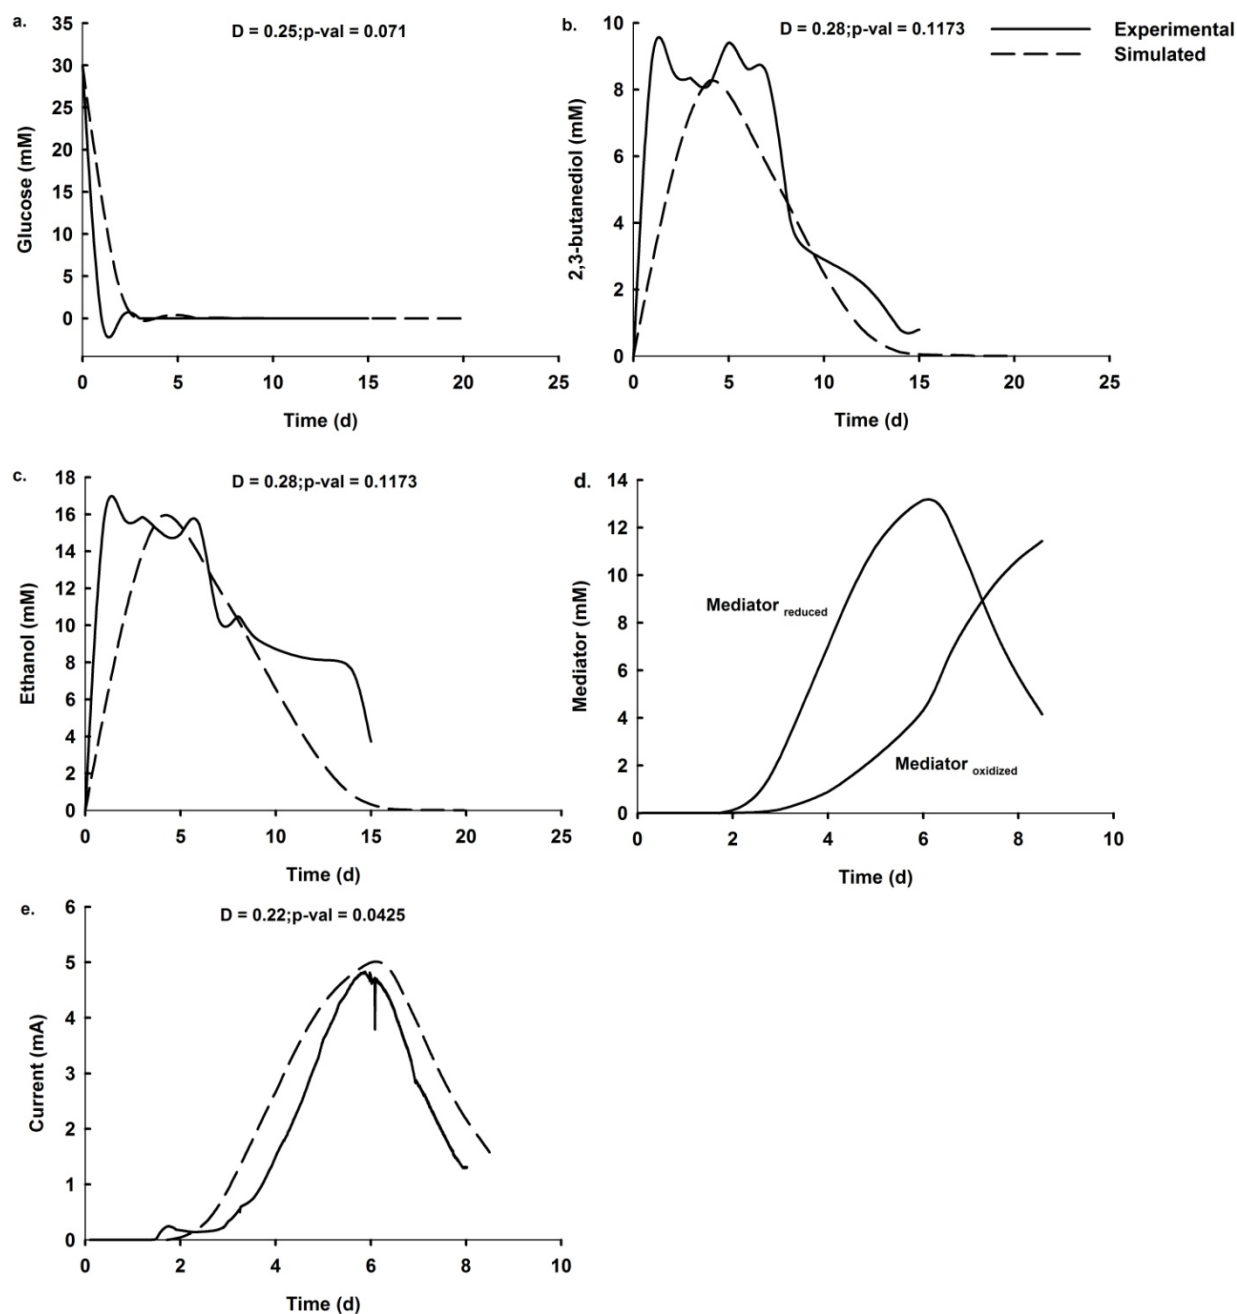 a.
D = 0.25;p-val = 0.071
35
30
25
20
15
10
5
0
Glucose (mM)
0 5 10 15 20 25
Time (d)
b.
D = 0.28;p-val = 0.1173
Experimental
Simulated
10
8
6
4
2
0
2,3-butanediol (mM)
0 5 10 15 20 25
Time (d)
c.
D = 0.28;p-val = 0.1173
18
16
14
12
10
8
6
4
2
0
Ethanol (mM)
0 5 10 15 20 25
Time (d)
d.
14
12
10
8
6
4
2
0
Mediator (mM)
Mediator reduced
Mediator oxidized
0 2 4 6 8 10
Time (d)
e.
D = 0.22;p-val = 0.0425
6
5
4
3
2
1
0
Current (mA)
0 2 4 6 8 10
Time (d)